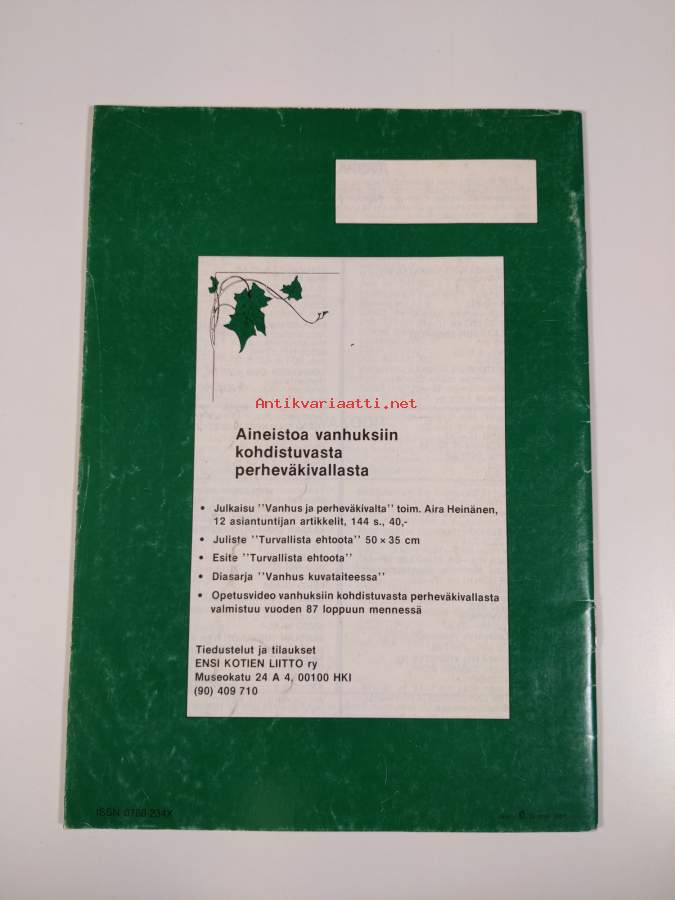 Antikvariaatti.net
Aineistoa vanhuksiin
kohdistuvasta
perheväkivallasta
• Julkaisu "Vanhus ja perheväkivalta" toim. Aira Heinänen,
12 asiantuntijan artikkelit, 144 s., 40,-
• Juliste "Turvallista ehtoota" 50 × 35 cm
• Esite "Turvallista ehtoota"
• Diasarja "Vanhus kuvataiteessa"
• Opetusvideo vanhuksiin kohdistuvasta perheväkivallasta
valmistuu vuoden 87 loppuun mennessä
Tiedustelut ja tilaukset
ENSI KOTIEN LIITTO ry
Museokatu 24 A 4, 00100 HKI
(90) 409 710
ISSN